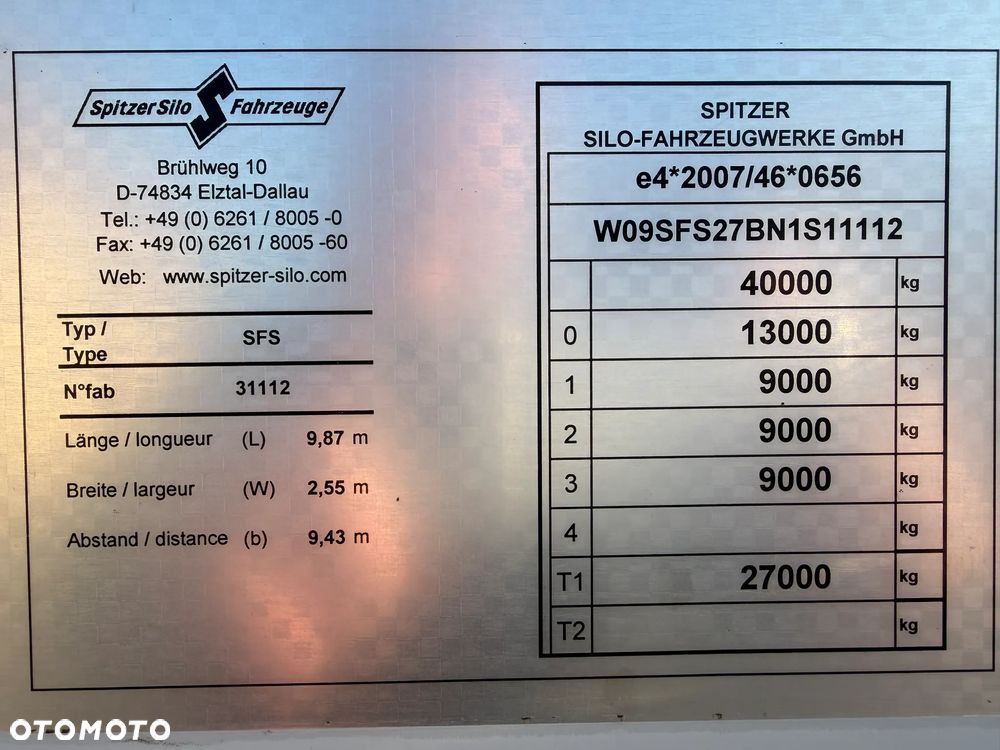 SpitzerSilo S Fahrzeuge
Brühlweg 10
D-74834 Elztal-Dallau
Tel.: +49 (0) 6261 / 8005 -0
Fax: +49 (0) 6261 / 8005 -60
Web: www.spitzer-silo.com
Typ /
Type SFS
N°fab 31112
Länge / longueur (L) 9,87 m
Breite / largeur (W) 2,55 m
Abstand / distance (b) 9,43 m
SPITZER
SILO-FAHRZEUGWERKE GmbH
e4*2007/46*0656
W09SFS27BN1S11112
40000 kg
0 13000 kg
1 9000 kg
2 9000 kg
3 9000 kg
4 kg
T1 27000 kg
T2 kg
OTOMOTO